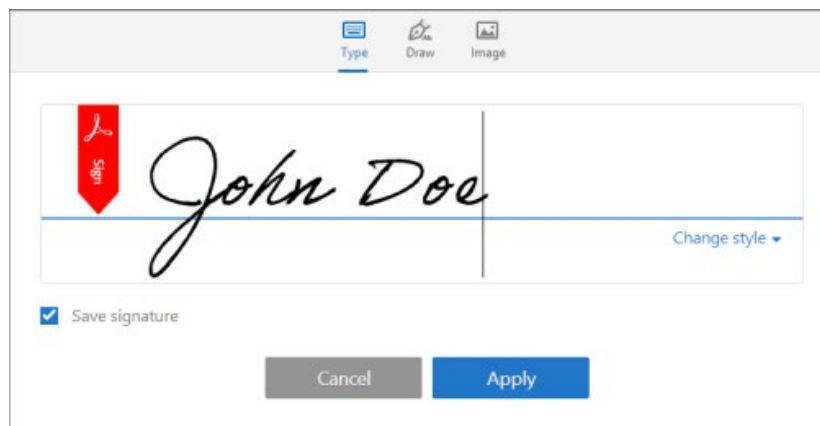 Type Draw Image
Sign
John Doe
Change style
Save signature
Cancel Apply